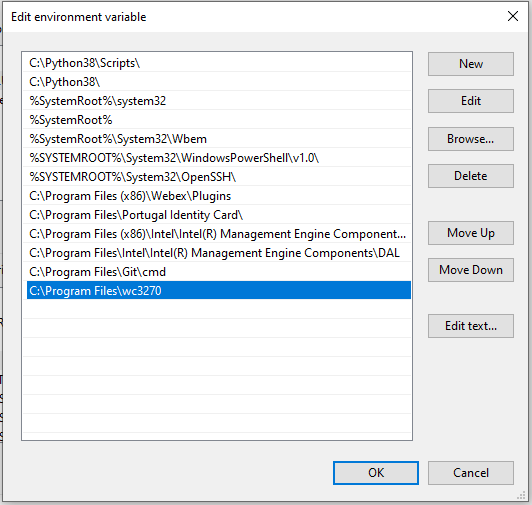 Edit environment variable
C:\Python38\Scripts\
C:\Python38\
%SystemRoot%\system32
%SystemRoot%
%SystemRoot%\System32\Wbem
%SYSTEMROOT%\System32\WindowsPowerShell\v1.0\
%SYSTEMROOT%\System32\OpenSSH\
C:\Program Files (x86)\Webex\Plugins
C:\Program Files\Portugal Identity Card\
C:\Program Files (x86)\Intel\Intel(R) Management Engine Component...
C:\Program Files\Intel\Intel(R) Management Engine Components\DAL
C:\Program Files\Git\cmd
C:\Program Files\wc3270
New
Edit
Browse...
Delete
Move Up
Move Down
Edit text...
OK
Cancel